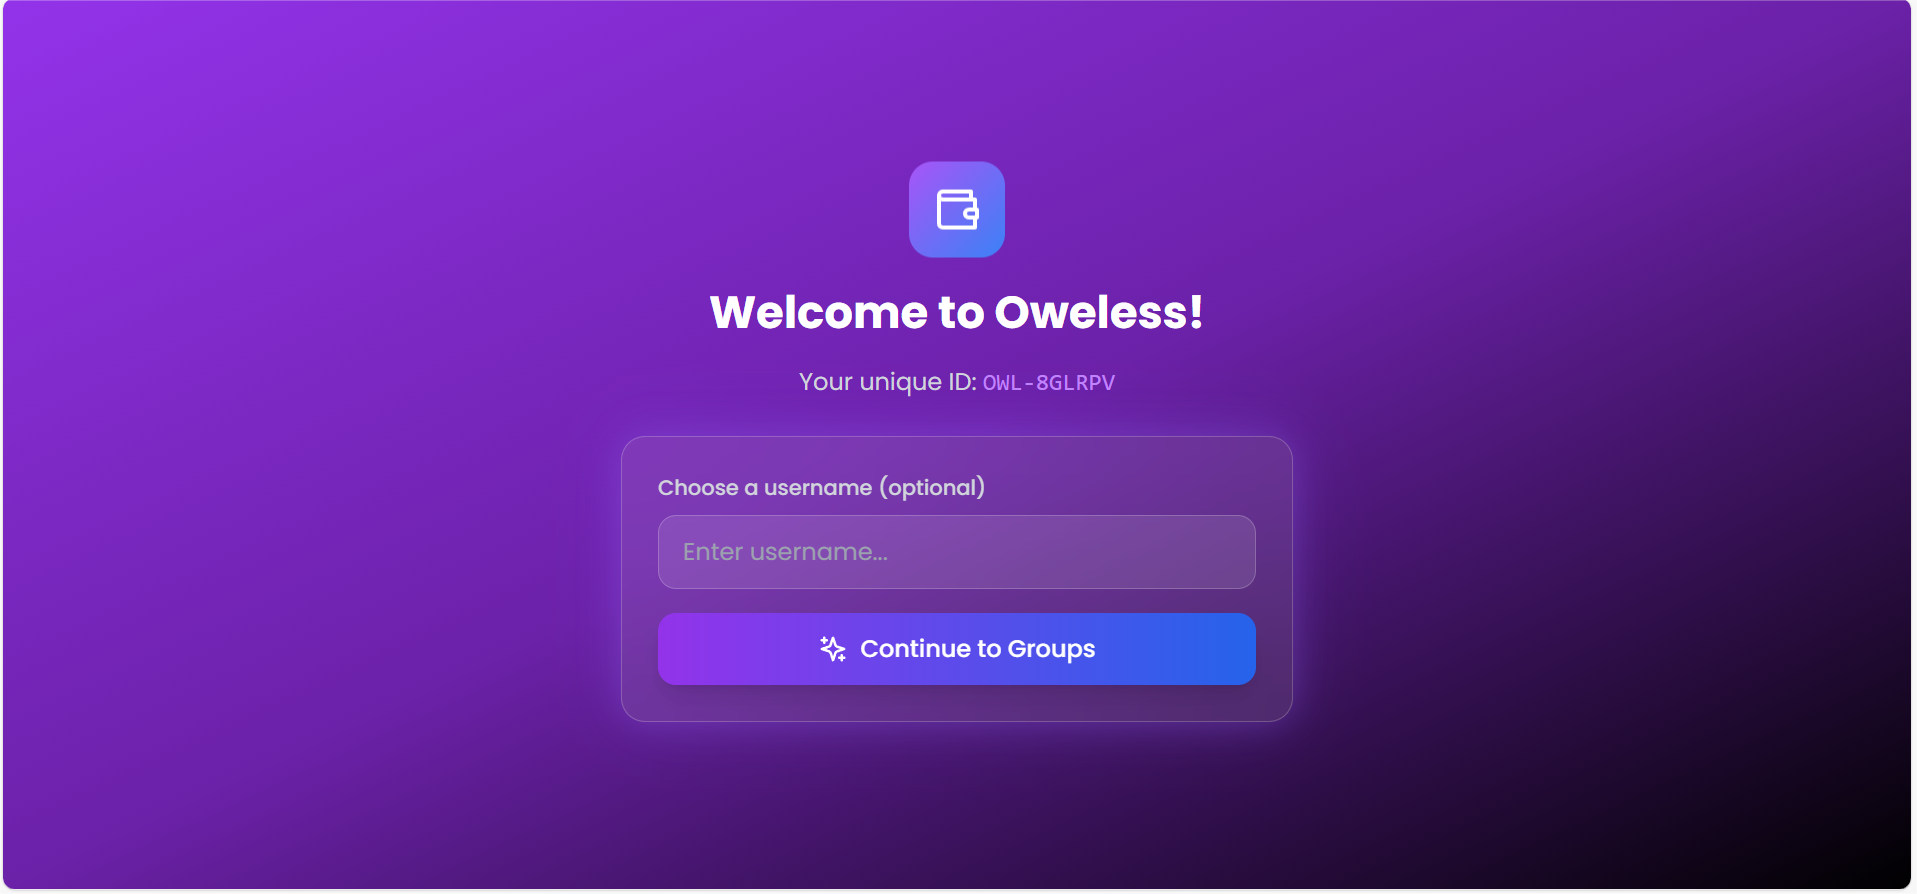 Welcome to Oweless!
Your unique ID: OWL-8GLRPV
Choose a username (optional)
Enter username...
Continue to Groups